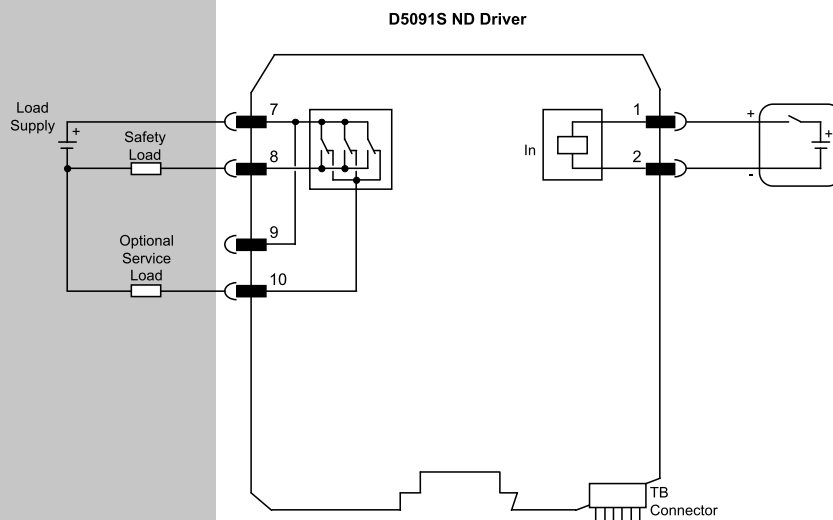 D5091S ND Driver
Load
Supply
+
Safety
Load
7
8
Optional
Service
Load
9
10
In
1
2
+
-
+
TB
Connector